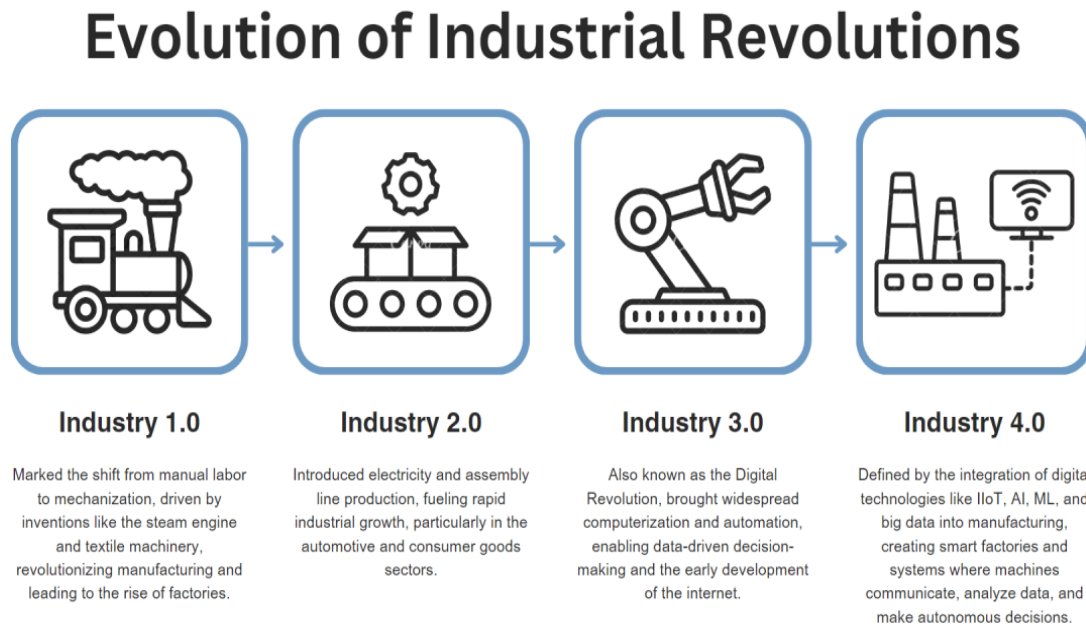 Evolution of Industrial Revolutions
Industry 1.0
Marked the shift from manual labor
to mechanization, driven by
inventions like the steam engine
and textile machinery,
revolutionizing manufacturing and
leading to the rise of factories.
Industry 2.0
Introduced electricity and assembly
line production, fueling rapid
industrial growth, particularly in the
automotive and consumer goods
sectors.
Industry 3.0
Also known as the Digital
Revolution, brought widespread
computerization and automation,
enabling data-driven decision-
making and the early development
of the internet.
Industry 4.0
Defined by the integration of digital
technologies like IIoT, AI, ML, and
big data into manufacturing,
creating smart factories and
systems where machines
communicate, analyze data, and
make autonomous decisions.